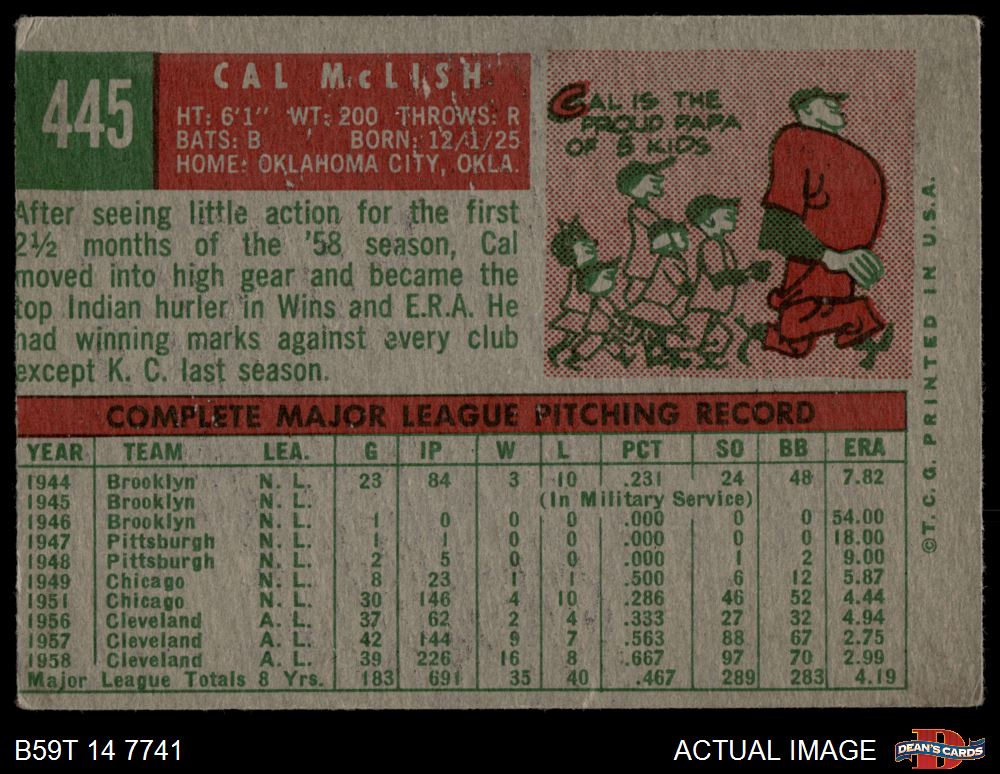 445
CAL McLISH
HT: 6'1" WT: 200 THROWS: R
BATS: B BORN: 12/1/25
HOME: OKLAHOMA CITY, OKLA.
CAL IS THE
PROUD PAPA
OF 5 KIDS
After seeing little action for the first
2½ months of the '58 season, Cal
moved into high gear and became the
top Indian hurler in Wins and E.R.A. He
had winning marks against every club
except K. C. last season.
COMPLETE MAJOR LEAGUE PITCHING RECORD
YEAR TEAM LEA. G IP W L PCT SO BB ERA
1944 Brooklyn N. L. 23 84 3 10 .231 24 48 7.82
1945 Brooklyn N. L. (In Military Service)
1946 Brooklyn N. L. 1 0 0 0 .000 0 0 54.00
1947 Pittsburgh N. L. 1 1 0 0 .000 0 0 18.00
1948 Pittsburgh N. L. 2 5 0 0 .000 1 2 9.00
1949 Chicago N. L. 8 23 1 1 .500 6 12 5.87
1951 Chicago N. L. 30 146 4 10 .286 46 52 4.44
1956 Cleveland A. L. 37 62 2 4 .333 27 32 4.94
1957 Cleveland A. L. 42 144 9 7 .563 88 67 2.75
1958 Cleveland A. L. 39 226 16 8 .667 97 70 2.99
Major League Totals 8 Yrs. 183 691 35 40 .467 289 283 4.19
©T. C. G. PRINTED IN U.S.A.
B59T 14 7741
ACTUAL IMAGE
D
DEAN'S CARDS